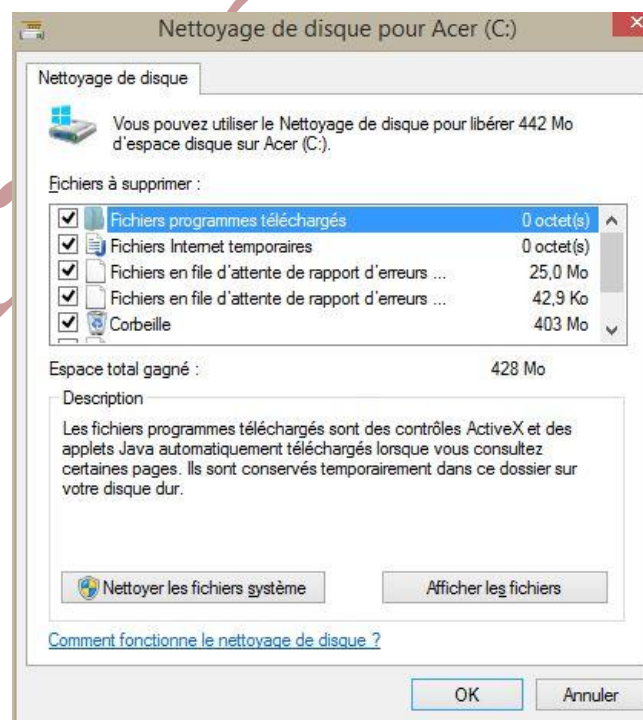 Nettoyage de disque pour Acer (C:)
Nettoyage de disque
Vous pouvez utiliser le Nettoyage de disque pour libérer 442 Mo
d'espace disque sur Acer (C:).
Fichiers à supprimer :
Fichiers programmes téléchargés 0 octet(s)
Fichiers Internet temporaires 0 octet(s)
Fichiers en file d'attente de rapport d'erreurs ... 25,0 Mo
Fichiers en file d'attente de rapport d'erreurs ... 42,9 Ko
Corbeille 403 Mo
Espace total gagné : 428 Mo
Description
Les fichiers programmes téléchargés sont des contrôles ActiveX et des
applets Java automatiquement téléchargés lorsque vous consultez
certaines pages. Ils sont conservés temporairement dans ce dossier sur
votre disque dur.
Nettoyer les fichiers système Afficher les fichiers
Comment fonctionne le nettoyage de disque ?
OK Annuler